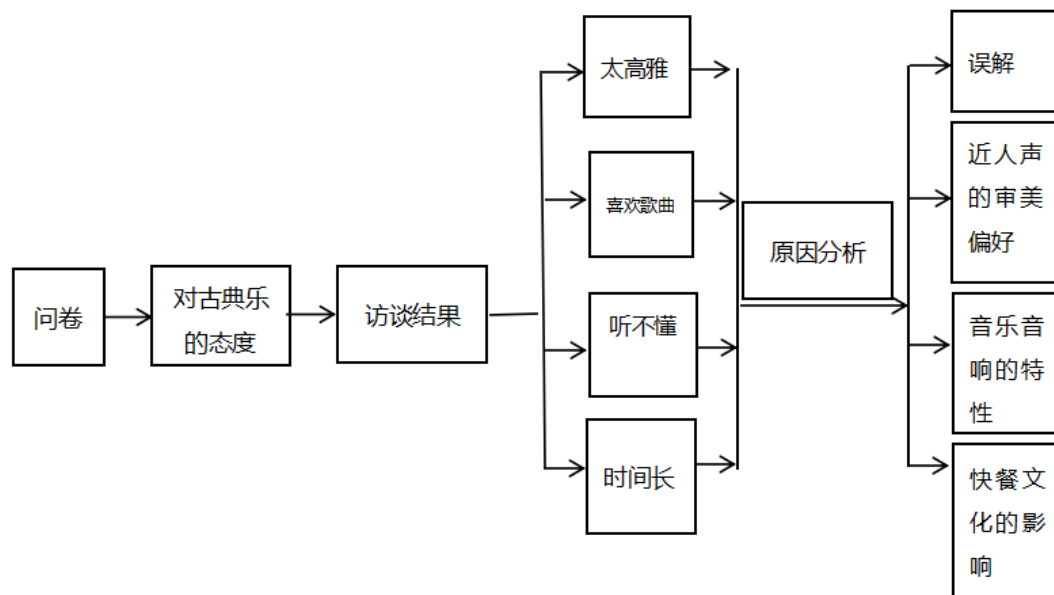 问卷
对古典乐
的态度
访谈结果
太高雅
喜欢歌曲
听不懂
时间长
原因分析
误解
近人声
的审美
偏好
音乐音
响的特
性
快餐文
化的影
响